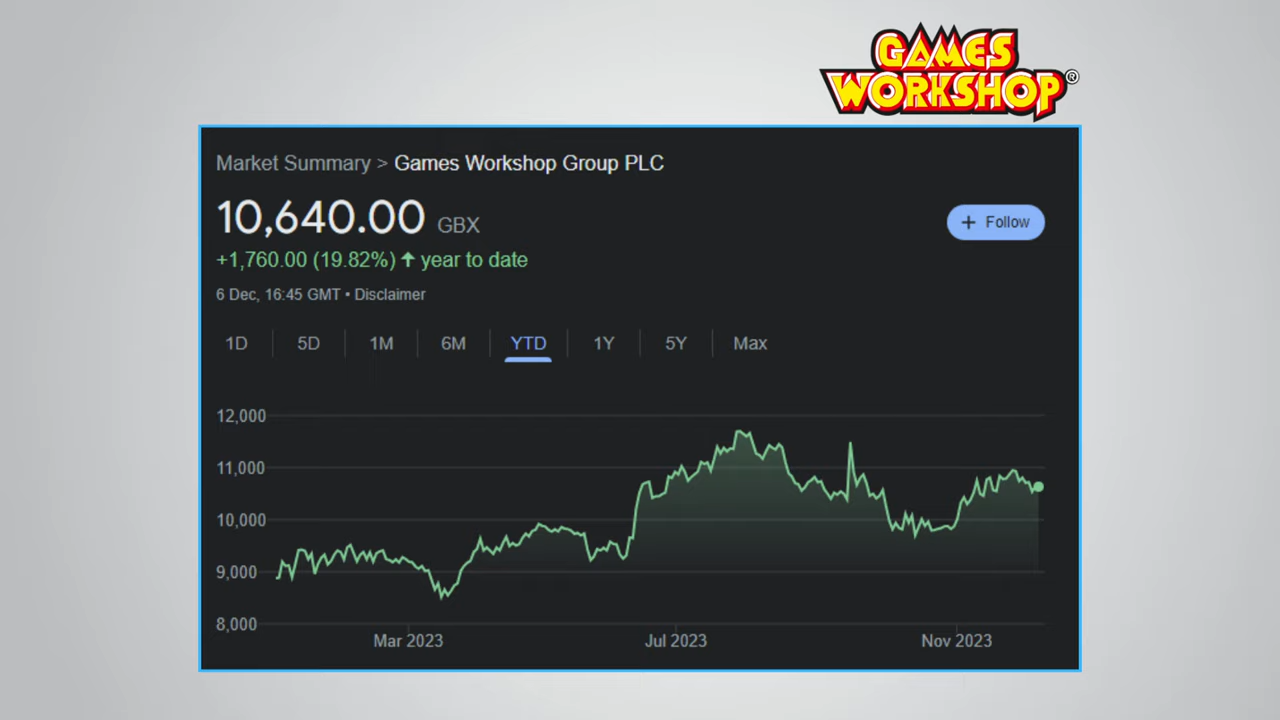 GAMES
WORKSHOP®
Market Summary > Games Workshop Group PLC
10,640.00 GBX
+ Follow
+1,760.00 (19.82%) ↑ year to date
6 Dec, 16:45 GMT • Disclaimer
1D 5D 1M 6M YTD 1Y 5Y Max
12,000
11,000
10,000
9,000
8,000
Mar 2023 Jul 2023 Nov 2023